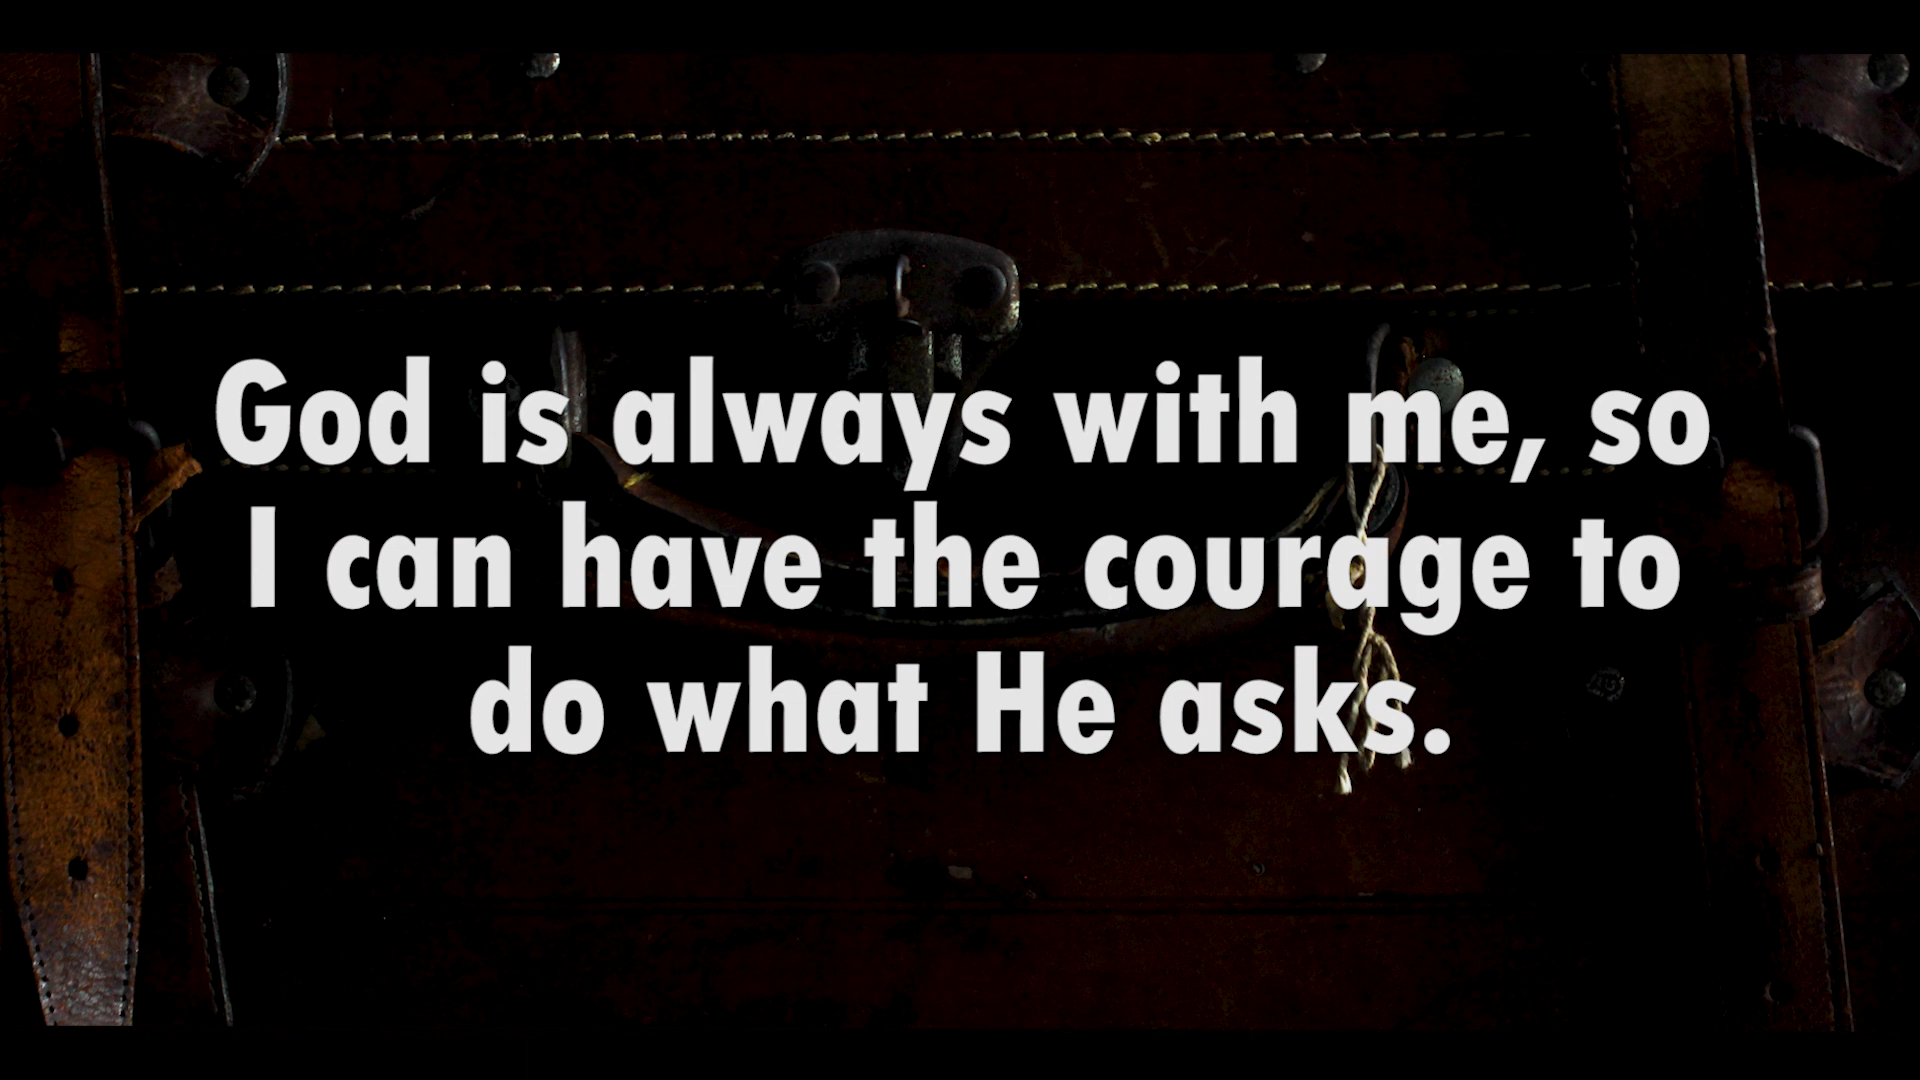 God is always with me, so
I can have the courage to
do what He asks.